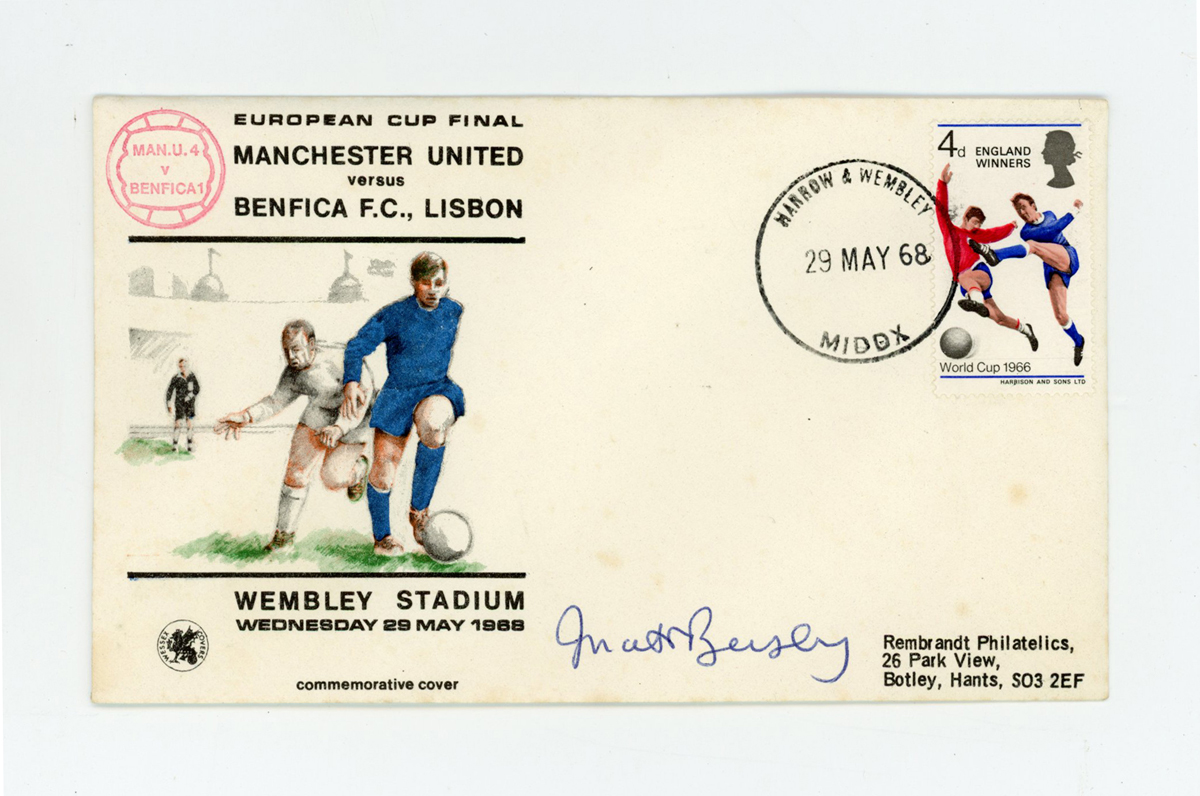 MAN.U.4
v
BENFICA1
EUROPEAN CUP FINAL
MANCHESTER UNITED
versus
BENFICA F.C., LISBON
HARROW & WEMBLEY
29 MAY 68
MIDDX
4d
ENGLAND
WINNERS
World Cup 1966
HARRISON AND SONS LTD
WEMBLEY STADIUM
WEDNESDAY 29 MAY 1968
WESSEX COVERS
commemorative cover
Matt Busby
Rembrandt Philatelics,
26 Park View,
Botley, Hants, SO3 2EF